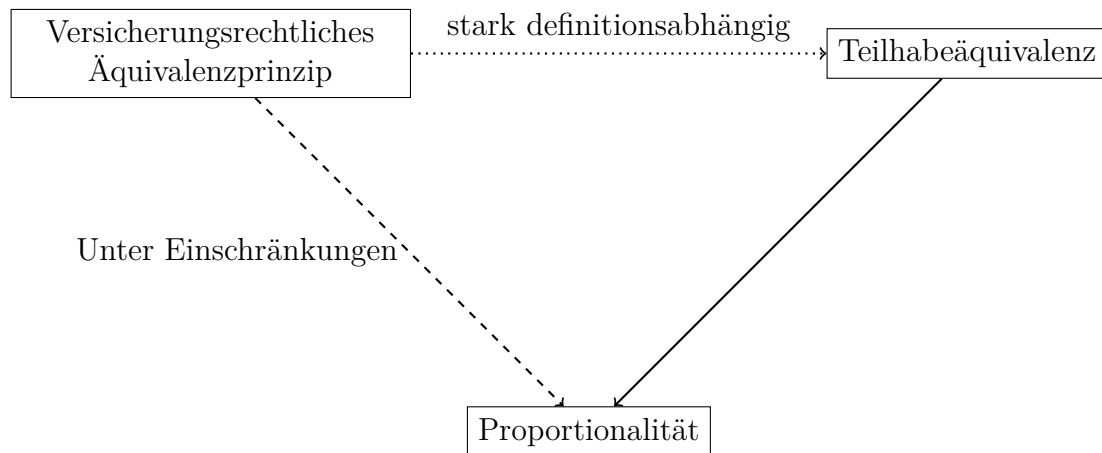 Versicherungsrechtliches
Äquivalenzprinzip
stark definitionsabhängig
Teilhabeäquivalenz
Unter Einschränkungen
Proportionalität